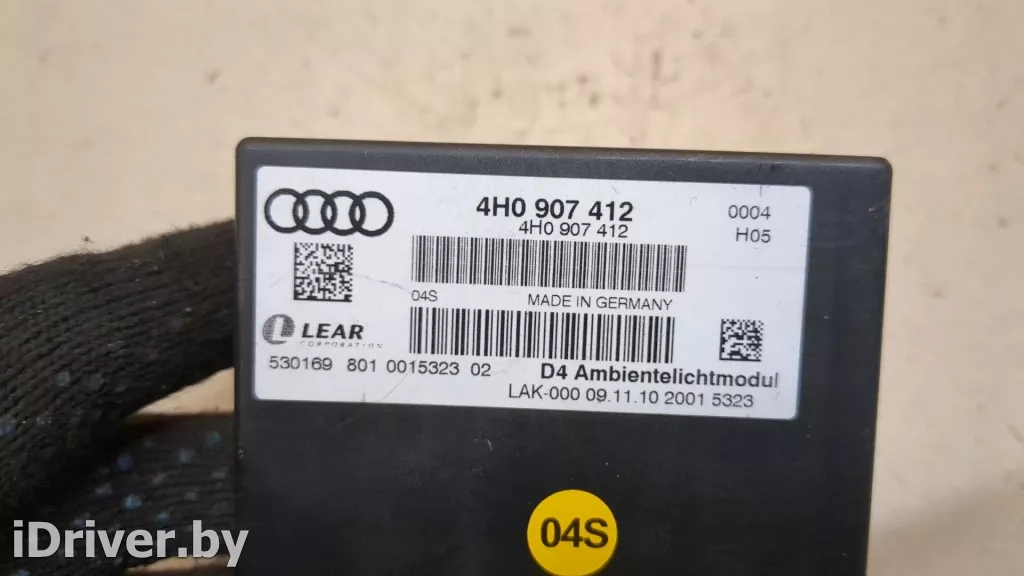 4H0 907 412
4H0 907 412
0004
H05
04S
MADE IN GERMANY
LEAR
CORPORATION
530169 801 0015323 02
D4 Ambientelichtmodul
LAK-000 09.11.10 2001 5323
04S
iDriver.by